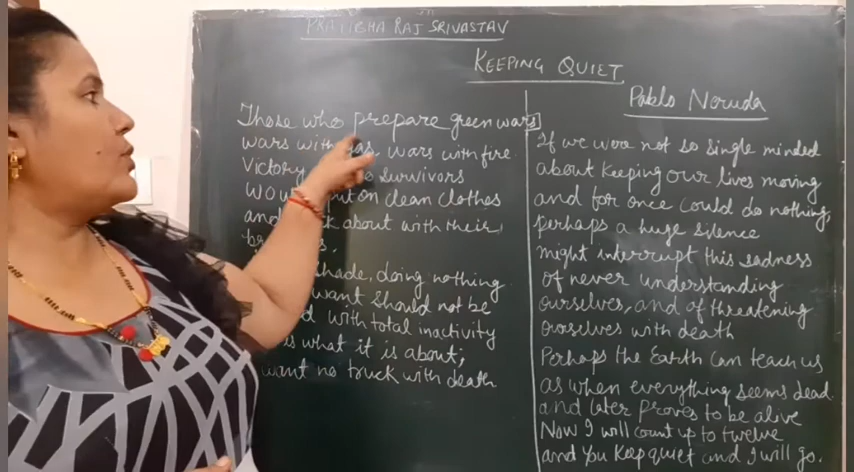 PRATIBHA RAJ SRIVASTAV
KEEPING QUIET
Pablo Neruda
Those who prepare green wars
wars with gas, wars with fire
Victory survivors
put on clean clothes
and about with their
shade, doing nothing
want should not be
with total inactivity
what it is about;
want no truck with death
If we were not so single minded
about keeping our lives moving
and for once could do nothing,
perhaps a huge silence
might interrupt this sadness
of never understanding
ourselves, and of threatening
ourselves with death
Perhaps the Earth can teach us
as when everything seems dead
and later proves to be alive
Now I will count up to twelve
and you keep quiet and I will go.